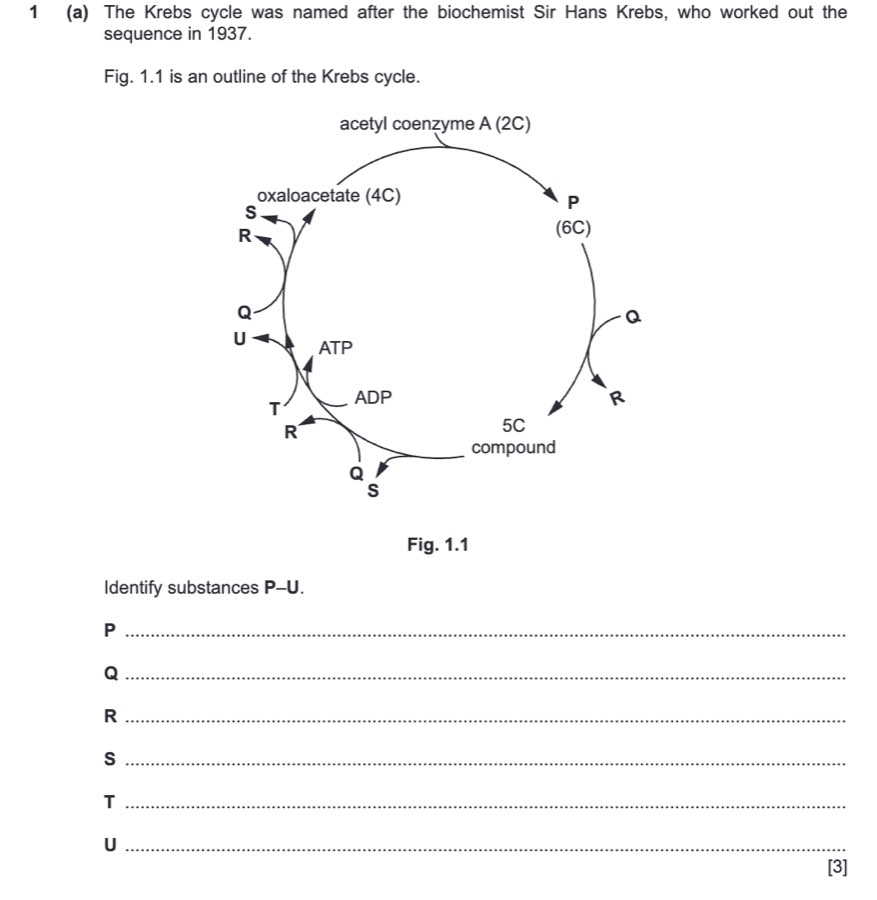 1 (a) The Krebs cycle was named after the biochemist Sir Hans Krebs, who worked out the
sequence in 1937.
Fig. 1.1 is an outline of the Krebs cycle.
acetyl coenzyme A (2C)
oxaloacetate (4C)
P
(6C)
S
R
Q
U
ATP
Q
T
ADP
R
R
5C
compound
Q
S
Fig. 1.1
Identify substances P–U.
P ................................................................
Q ................................................................
R ................................................................
S ................................................................
T ................................................................
U ................................................................
[3]